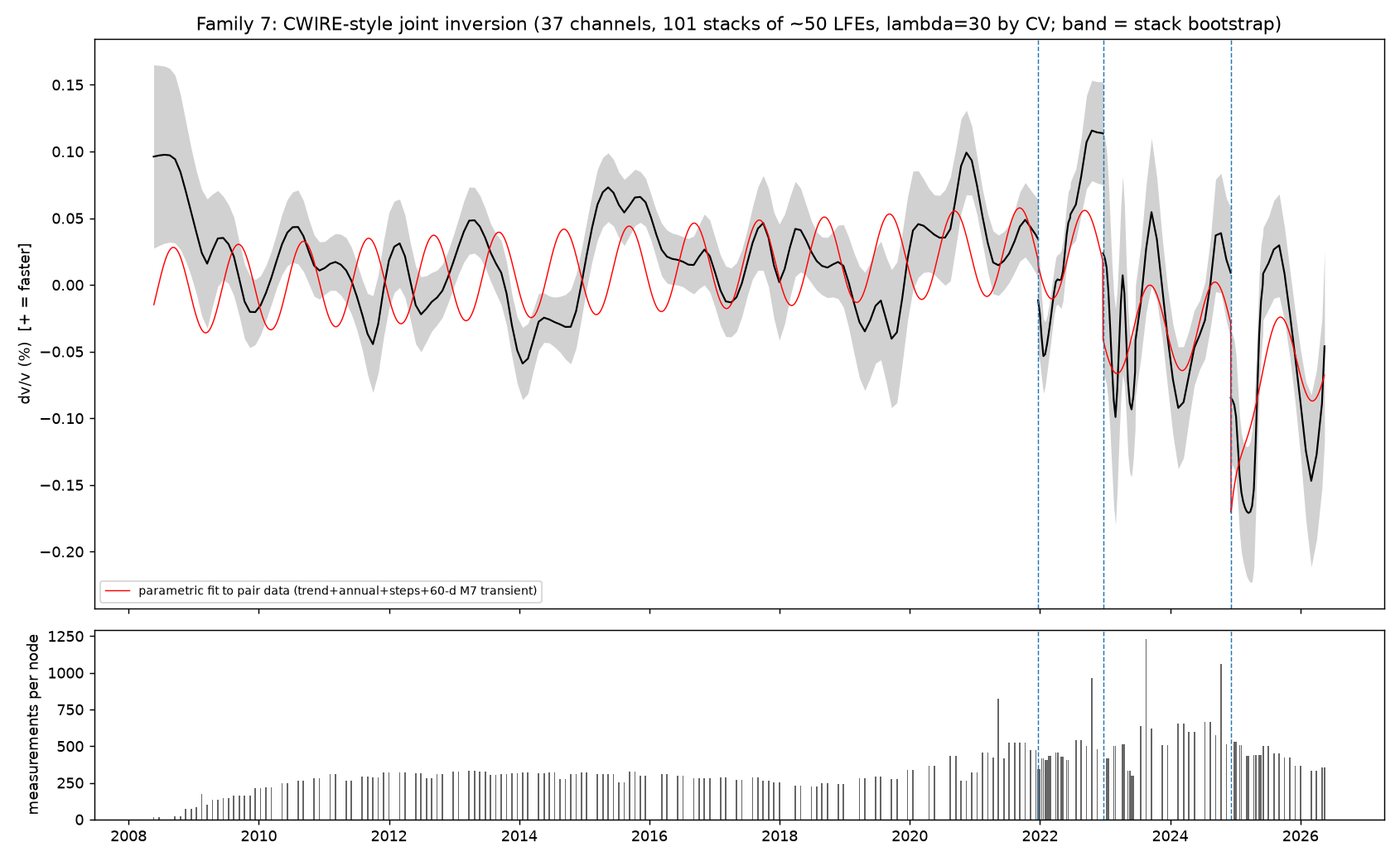 Family 7: CWIRE-style joint inversion (37 channels, 101 stacks of ~50 LFEs, lambda=30 by CV; band = stack bootstrap)
dv/v (%)  [+ = faster]
0.15
0.10
0.05
0.00
−0.05
−0.10
−0.15
−0.20
parametric fit to pair data (trend+annual+steps+60-d M7 transient)
measurements per node
1250
1000
750
500
250
0
2008 2010 2012 2014 2016 2018 2020 2022 2024 2026